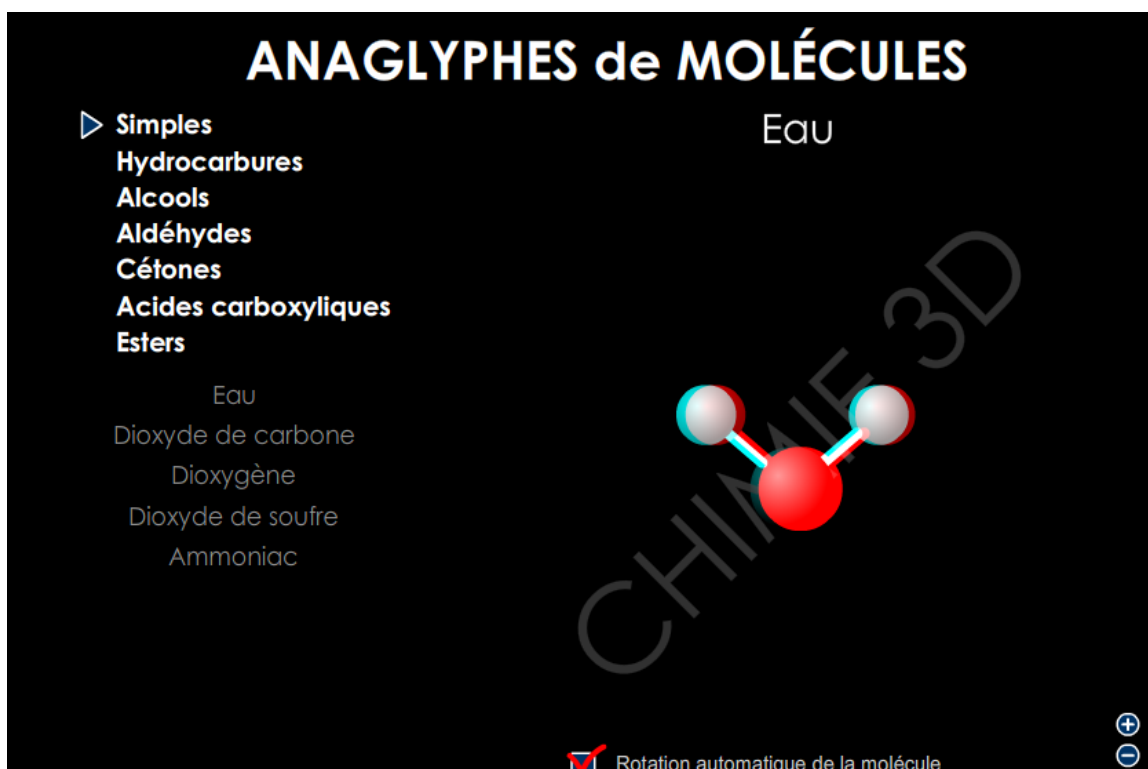 ANAGLYPHES de MOLÉCULES
Simples
Hydrocarbures
Alcools
Aldéhydes
Cétones
Acides carboxyliques
Esters
Eau
Dioxyde de carbone
Dioxygène
Dioxyde de soufre
Ammoniac
Eau
CHIMIE 3D
Rotation automatique de la molécule